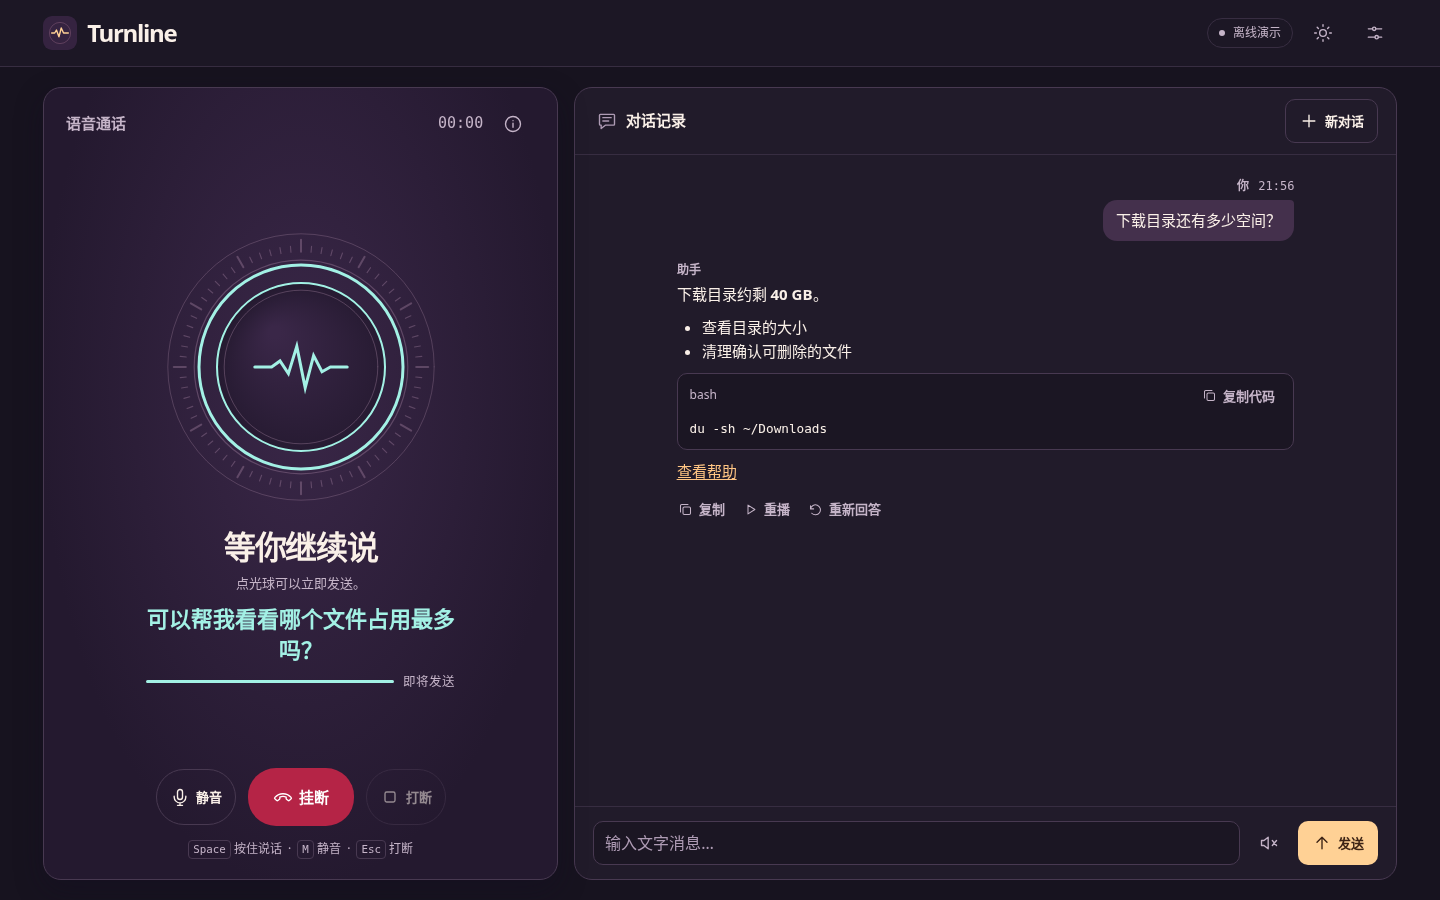 Turnline
离线演示
语音通话
00:00
等你继续说
点光球可以立即发送。
可以帮我看看哪个文件占用最多
吗？
即将发送
静音
挂断
打断
Space 按住说话 · M 静音 · Esc 打断
对话记录
新对话
你 21:56
下载目录还有多少空间？
助手
下载目录约剩 40 GB。
查看目录的大小
清理确认可删除的文件
bash
复制代码
du -sh ~/Downloads
查看帮助
复制
重播
重新回答
输入文字消息...
发送